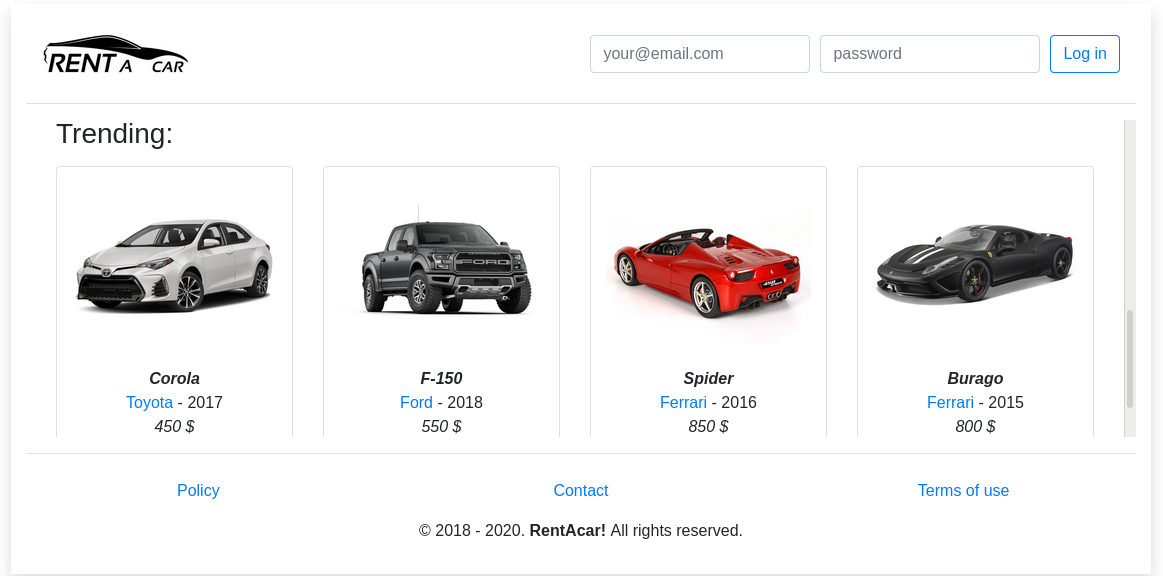 RENT A CAR
your@email.com
password
Log in
Trending:
FORD
Corola
Toyota - 2017
450 $
F-150
Ford - 2018
550 $
Spider
Ferrari - 2016
850 $
Burago
Ferrari - 2015
800 $
Policy
Contact
Terms of use
© 2018 - 2020. RentAcar! All rights reserved.